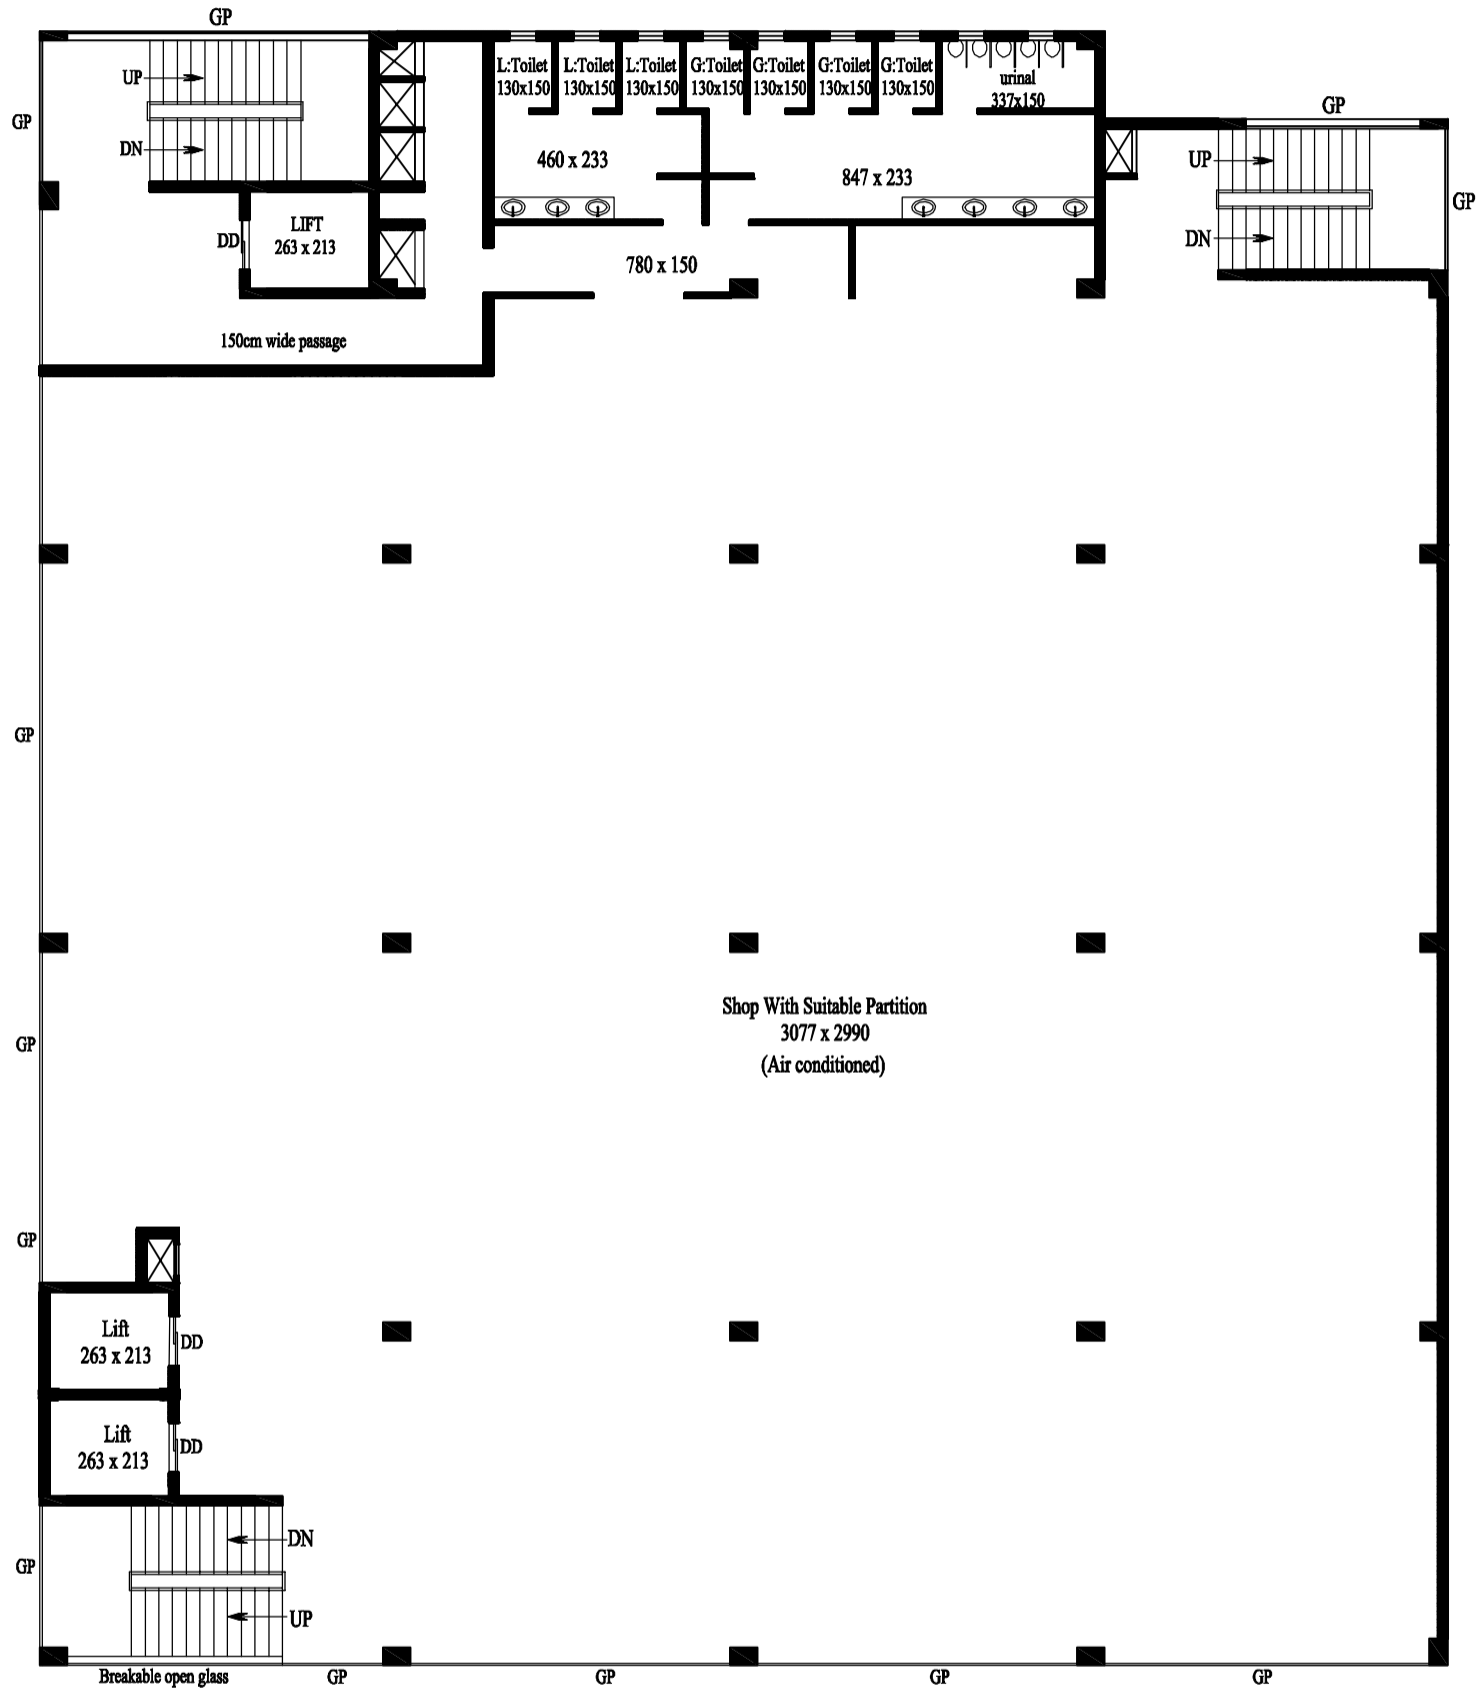 GP
L:Toilet
130x150
L:Toilet
130x150
L:Toilet
130x150
G:Toilet
130x150
G:Toilet
130x150
G:Toilet
130x150
G:Toilet
130x150
urinal
337x150
UP
GP
DN
GP
UP
GP
DN
460 x 233
847 x 233
LIFT
263 x 213
DD
780 x 150
150cm wide passage
GP
Shop With Suitable Partition
3077 x 2990
(Air conditioned)
GP
GP
Lift
263 x 213
DD
Lift
263 x 213
DD
DN
GP
UP
Breakable open glass
GP
GP
GP
GP